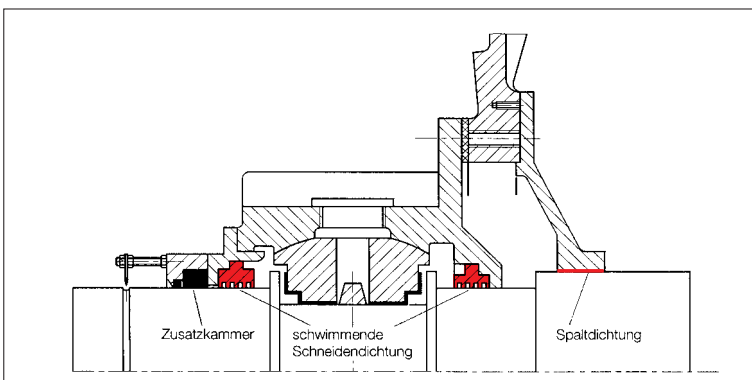 Zusatzkammer
schwimmende
Schneidendichtung
Spaltdichtung